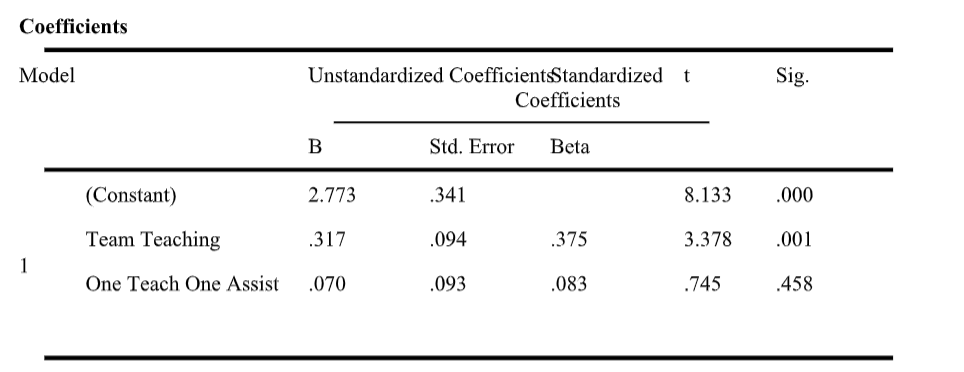 Coefficients
Model Unstandardized Coefficients Standardized Coefficients t Sig.
B Std. Error Beta
(Constant) 2.773 .341 8.133 .000
Team Teaching .317 .094 .375 3.378 .001
1
One Teach One Assist .070 .093 .083 .745 .458